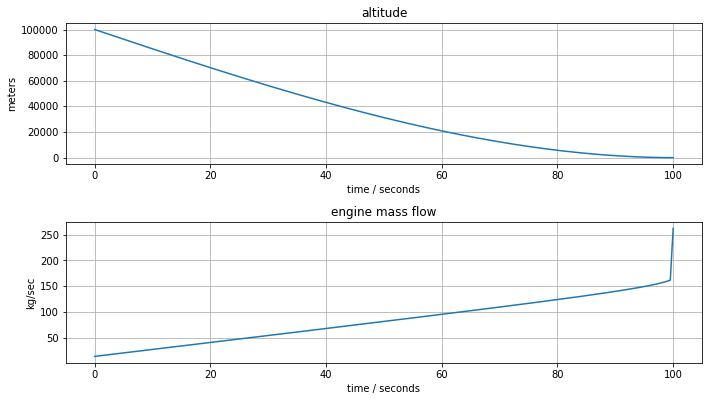 altitude
100000
80000
60000
40000
20000
0
meters
0 20 40 60 80 100
time / seconds
engine mass flow
250
200
150
100
50
kg/sec
0 20 40 60 80 100
time / seconds